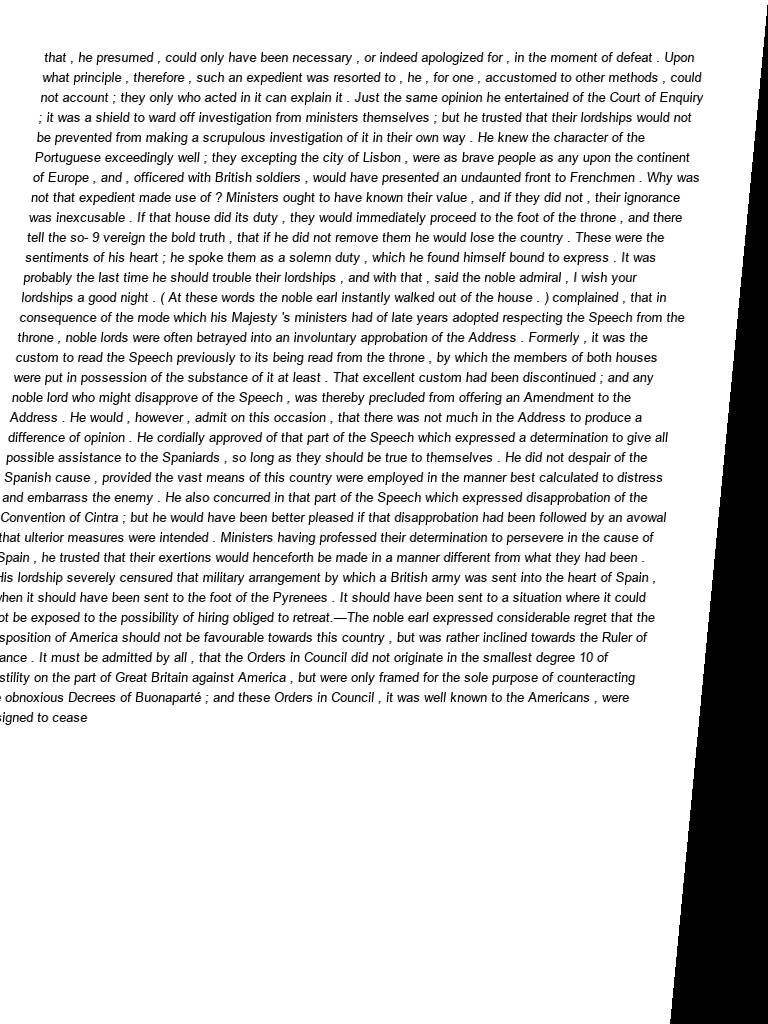 that , he presumed , could only have been necessary , or indeed apologized for , in the moment of defeat . Upon
what principle , therefore , such an expedient was resorted to , he , for one , accustomed to other methods , could
not account ; they only who acted in it can explain it . Just the same opinion he entertained of the Court of Enquiry
; it was a shield to ward off investigation from ministers themselves ; but he trusted that their lordships would not
be prevented from making a scrupulous investigation of it in their own way . He knew the character of the
Portuguese exceedingly well ; they excepting the city of Lisbon , were as brave people as any upon the continent
of Europe , and , officered with British soldiers , would have presented an undaunted front to Frenchmen . Why was
not that expedient made use of ? Ministers ought to have known their value , and if they did not , their ignorance
was inexcusable . If that house did its duty , they would immediately proceed to the foot of the throne , and there
tell the so- 9 vereign the bold truth , that if he did not remove them he would lose the country . These were the
sentiments of his heart ; he spoke them as a solemn duty , which he found himself bound to express . It was
probably the last time he should trouble their lordships , and with that , said the noble admiral , I wish your
lordships a good night . ( At these words the noble earl instantly walked out of the house . ) complained , that in
consequence of the mode which his Majesty 's ministers had of late years adopted respecting the Speech from the
throne , noble lords were often betrayed into an involuntary approbation of the Address . Formerly , it was the
custom to read the Speech previously to its being read from the throne , by which the members of both houses
were put in possession of the substance of it at least . That excellent custom had been discontinued ; and any
noble lord who might disapprove of the Speech , was thereby precluded from offering an Amendment to the
Address . He would , however , admit on this occasion , that there was not much in the Address to produce a
difference of opinion . He cordially approved of that part of the Speech which expressed a determination to give all
possible assistance to the Spaniards , so long as they should be true to themselves . He did not despair of the
Spanish cause , provided the vast means of this country were employed in the manner best calculated to distress
and embarrass the enemy . He also concurred in that part of the Speech which expressed disapprobation of the
Convention of Cintra ; but he would have been better pleased if that disapprobation had been followed by an avowal
that ulterior measures were intended . Ministers having professed their determination to persevere in the cause of
Spain , he trusted that their exertions would henceforth be made in a manner different from what they had been .
His lordship severely censured that military arrangement by which a British army was sent into the heart of Spain ,
when it should have been sent to the foot of the Pyrenees . It should have been sent to a situation where it could
ot be exposed to the possibility of hiring obliged to retreat.—The noble earl expressed considerable regret that the
sposition of America should not be favourable towards this country , but was rather inclined towards the Ruler of
ance . It must be admitted by all , that the Orders in Council did not originate in the smallest degree 10 of
stility on the part of Great Britain against America , but were only framed for the sole purpose of counteracting
obnoxious Decrees of Buonaparté ; and these Orders in Council , it was well known to the Americans , were
signed to cease